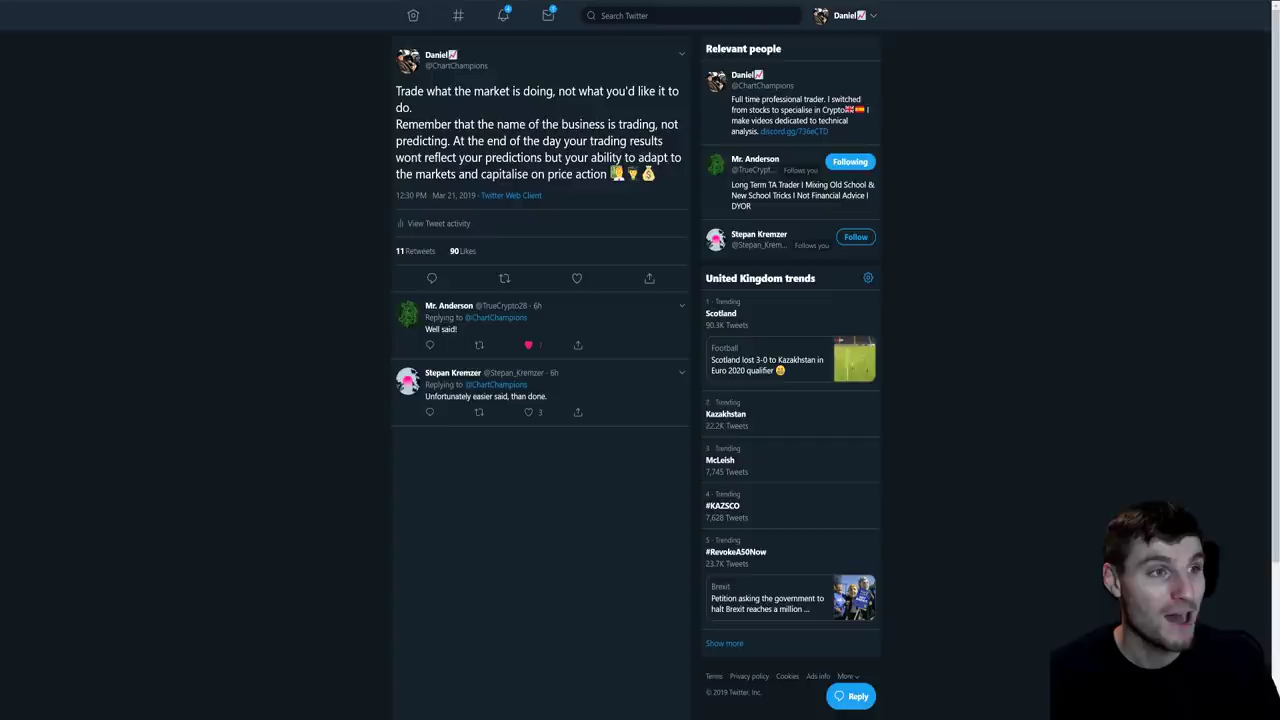 Search Twitter
Daniel📈
Daniel📈
@ChartChampions
Trade what the market is doing, not what you'd like it to
do.
Remember that the name of the business is trading, not
predicting. At the end of the day your trading results
wont reflect your predictions but your ability to adapt to
the markets and capitalise on price action
12:30 PM · Mar 21, 2019 · Twitter Web Client
View Tweet activity
11 Retweets 90 Likes
Mr. Anderson @TrueCrypto28 · 6h
Replying to @ChartChampions
Well said!
Stepan Kremzer @Stepan_Kremzer · 6h
Replying to @ChartChampions
Unfortunately easier said, than done.
3
Relevant people
Daniel📈
@ChartChampions
Full time professional trader. I switched
from stocks to specialise in Crypto🇬🇧🇪🇸 I
make videos dedicated to technical
analysis. discord.gg/736eCTD
Mr. Anderson
@TrueCrypt... Follows you
Following
Long Term TA Trader I Mixing Old School &
New School Tricks I Not Financial Advice I
DYOR
Stepan Kremzer
@Stepan_Krem... Follows you
Follow
United Kingdom trends
1 · Trending
Scotland
90.3K Tweets
Football
Scotland lost 3-0 to Kazakhstan in
Euro 2020 qualifier
2 · Trending
Kazakhstan
22.2K Tweets
3 · Trending
McLeish
7,745 Tweets
4 · Trending
#KAZSCO
7,628 Tweets
5 · Trending
#RevokeA50Now
23.7K Tweets
Brexit
Petition asking the government to
halt Brexit reaches a million ...
Show more
Terms Privacy policy Cookies Ads info More
© 2019 Twitter, Inc.
Reply